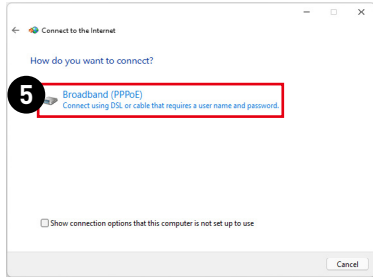 Connect to the Internet
How do you want to connect?
5
Broadband (PPPoE)
Connect using DSL or cable that requires a user name and password.
Show connection options that this computer is not set up to use
Cancel